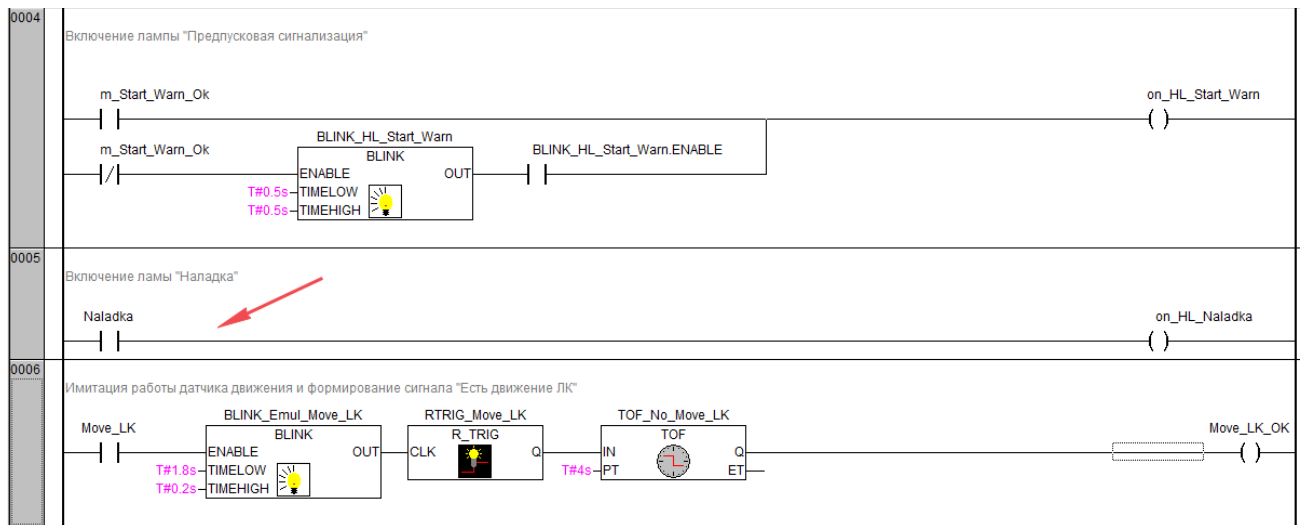 0004
Включение лампы "Предпусковая сигнализация"
m_Start_Warn_Ok
on_HL_Start_Warn
BLINK_HL_Start_Warn
m_Start_Warn_Ok
BLINK
BLINK_HL_Start_Warn.ENABLE
ENABLE OUT
T#0.5s TIMELOW
T#0.5s TIMEHIGH
0005
Включение ламы "Наладка"
Naladka
on_HL_Naladka
0006
Имитация работы датчика движения и формирование сигнала "Есть движение ЛК"
BLINK_Emul_Move_LK RTRIG_Move_LK TOF_No_Move_LK
Move_LK BLINK R_TRIG TOF Move_LK_OK
ENABLE OUT CLK Q IN Q
T#1.8s TIMELOW T#4s PT ET
T#0.2s TIMEHIGH